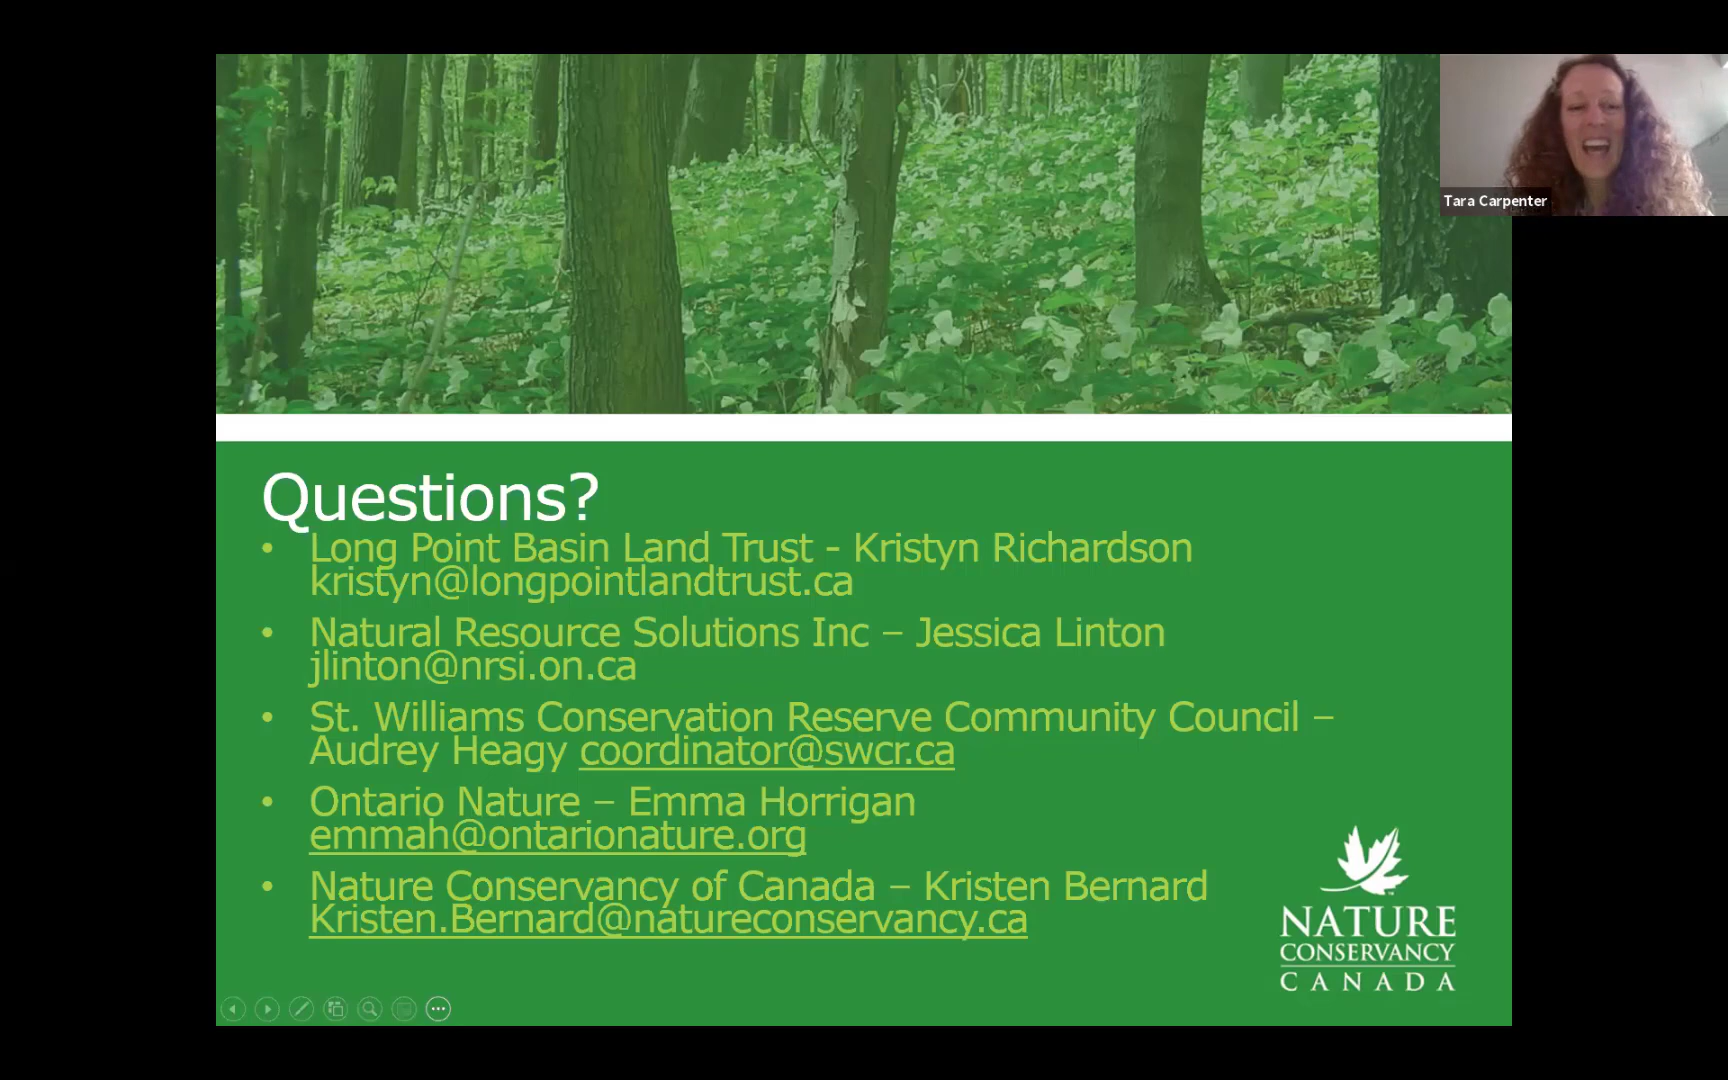 Tara Carpenter
Questions?
• Long Point Basin Land Trust - Kristyn Richardson
kristyn@longpointlandtrust.ca
• Natural Resource Solutions Inc – Jessica Linton
jlinton@nrsi.on.ca
• St. Williams Conservation Reserve Community Council –
Audrey Heagy coordinator@swcr.ca
• Ontario Nature – Emma Horrigan
emmah@ontarionature.org
• Nature Conservancy of Canada – Kristen Bernard
Kristen.Bernard@natureconservancy.ca
NATURE
CONSERVANCY
CANADA